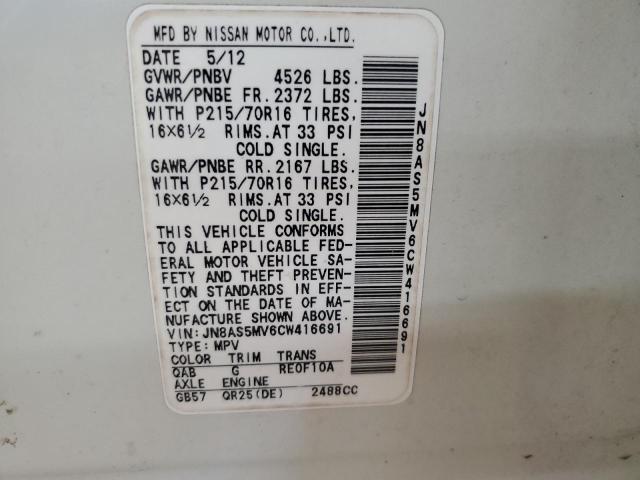 MFD BY NISSAN MOTOR CO.,LTD.
DATE 5/12
GVWR/PNBV 4526 LBS.
GAWR/PNBE FR.2372 LBS.
WITH P215/70R16 TIRES,
16×6½ RIMS.AT 33 PSI
COLD SINGLE.
GAWR/PNBE RR.2167 LBS.
WITH P215/70R16 TIRES,
16×6½ RIMS.AT 33 PSI
COLD SINGLE.
THIS VEHICLE CONFORMS
TO ALL APPLICABLE FED-
ERAL MOTOR VEHICLE SA-
FETY AND THEFT PREVEN-
TION STANDARDS IN EFF-
ECT ON THE DATE OF MA-
NUFACTURE SHOWN ABOVE.
VIN: JN8AS5MV6CW416691
TYPE: MPV
COLOR TRIM TRANS
QAB G RE0F10A
AXLE ENGINE
GB57 QR25(DE) 2488CC
JN8AS5MV6CW416691